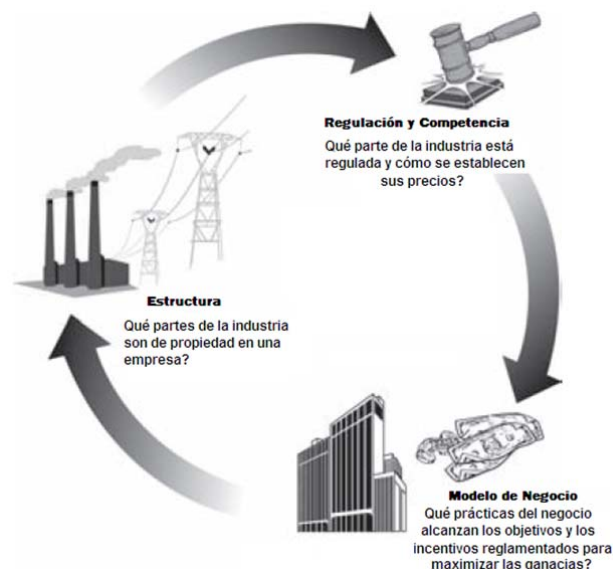 Regulación y Competencia
Qué parte de la industria está
regulada y cómo se establecen
sus precios?
Estructura
Qué partes de la industria
son de propiedad en una
empresa?
Modelo de Negocio
Qué prácticas del negocio
alcanzan los objetivos y los
incentivos reglamentados para
maximizar las ganacias?